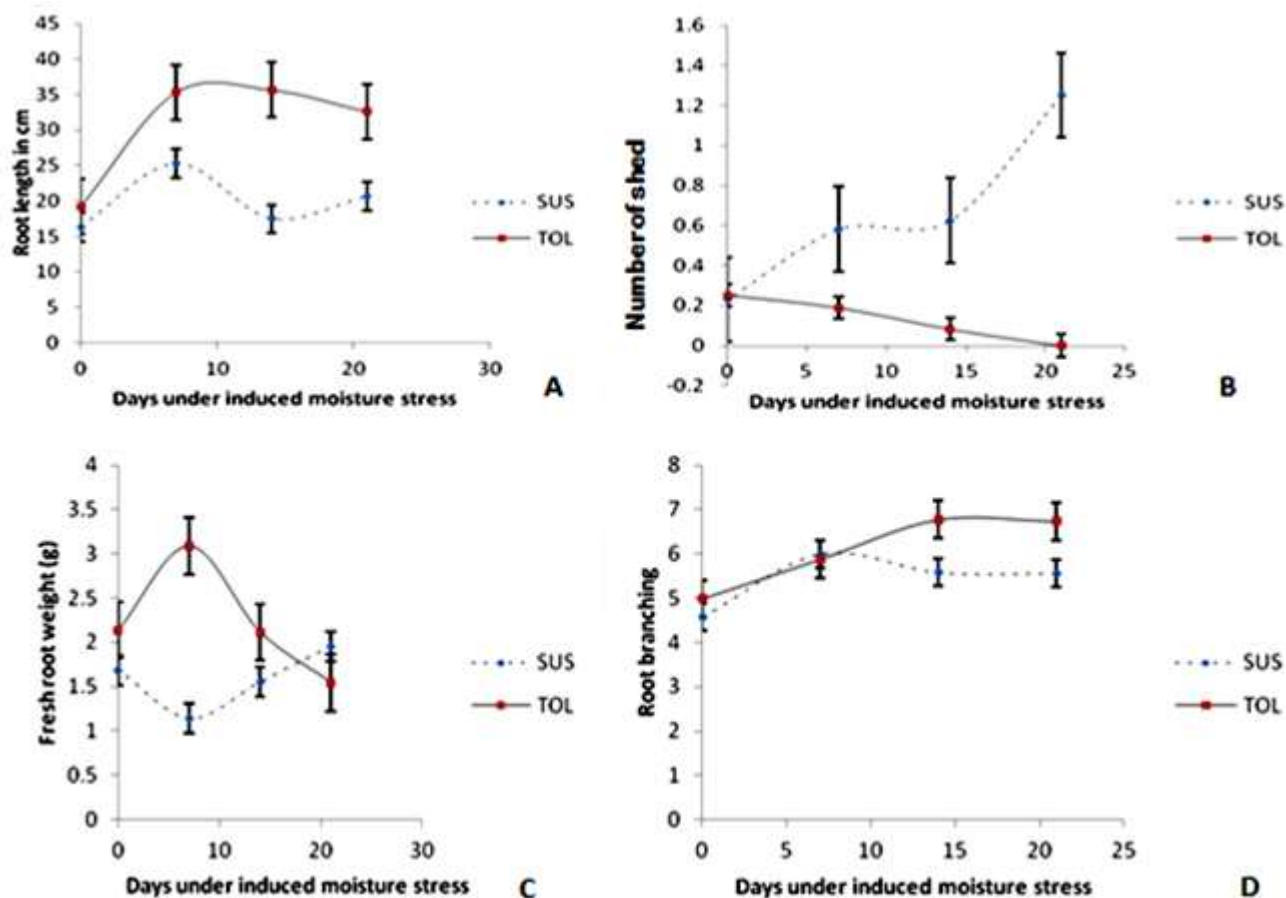 Root length in cm
45
40
35
30
25
20
15
10
5
0
0 10 20 30
Days under induced moisture stress
SUS
TOL
A
Number of shed
1.6
1.4
1.2
1
0.8
0.6
0.4
0.2
0
-0.2
0 5 10 15 20 25
Days under induced moisture stress
SUS
TOL
B
Fresh root weight (g)
4
3.5
3
2.5
2
1.5
1
0.5
0
0 10 20 30
Days under induced moisture stress
SUS
TOL
C
Root branching
8
7
6
5
4
3
2
1
0
0 5 10 15 20 25
Days under induced moisture stress
SUS
TOL
D